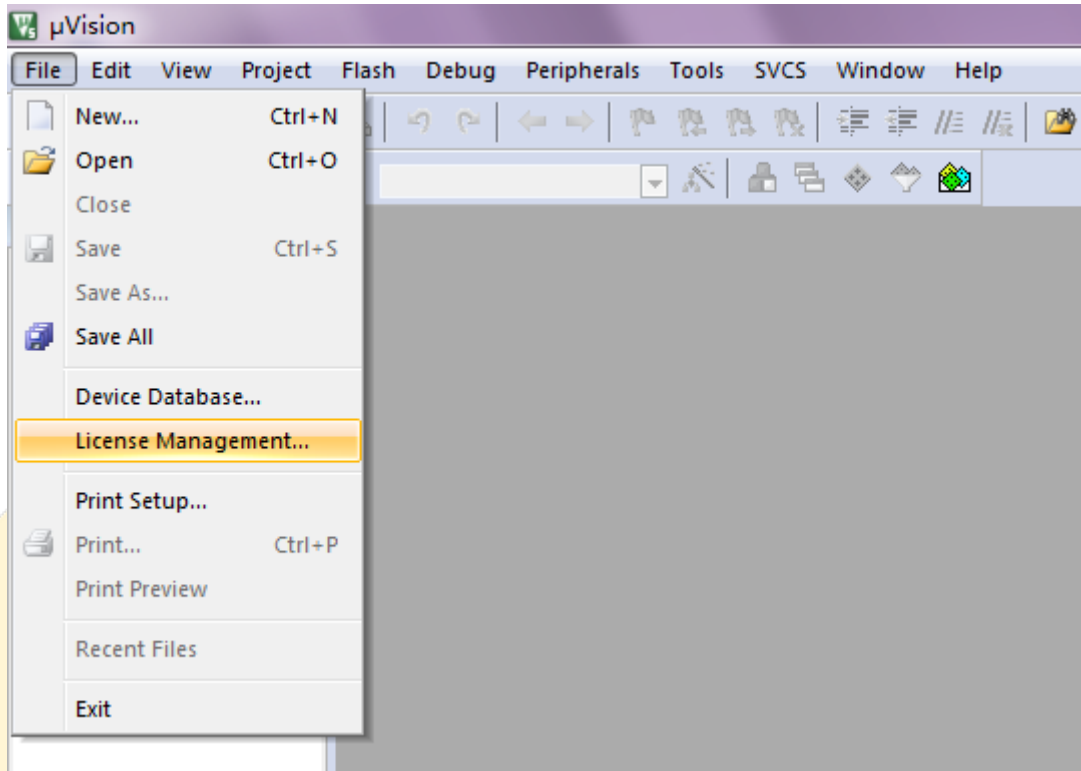 µVision
File Edit View Project Flash Debug Peripherals Tools SVCS Window Help
New... Ctrl+N
Open Ctrl+O
Close
Save Ctrl+S
Save As...
Save All
Device Database...
License Management...
Print Setup...
Print... Ctrl+P
Print Preview
Recent Files
Exit